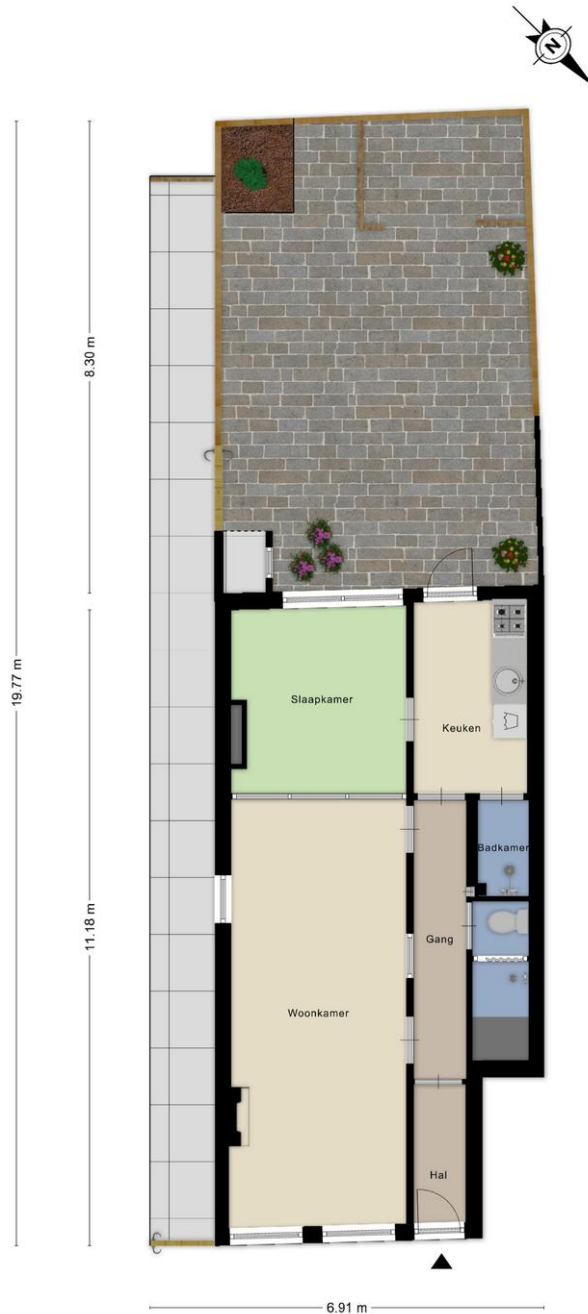 N
8.30 m
19.77 m
Slaapkamer
Keuken
Badkamer
11.18 m
Gang
Woonkamer
Hal
6.91 m